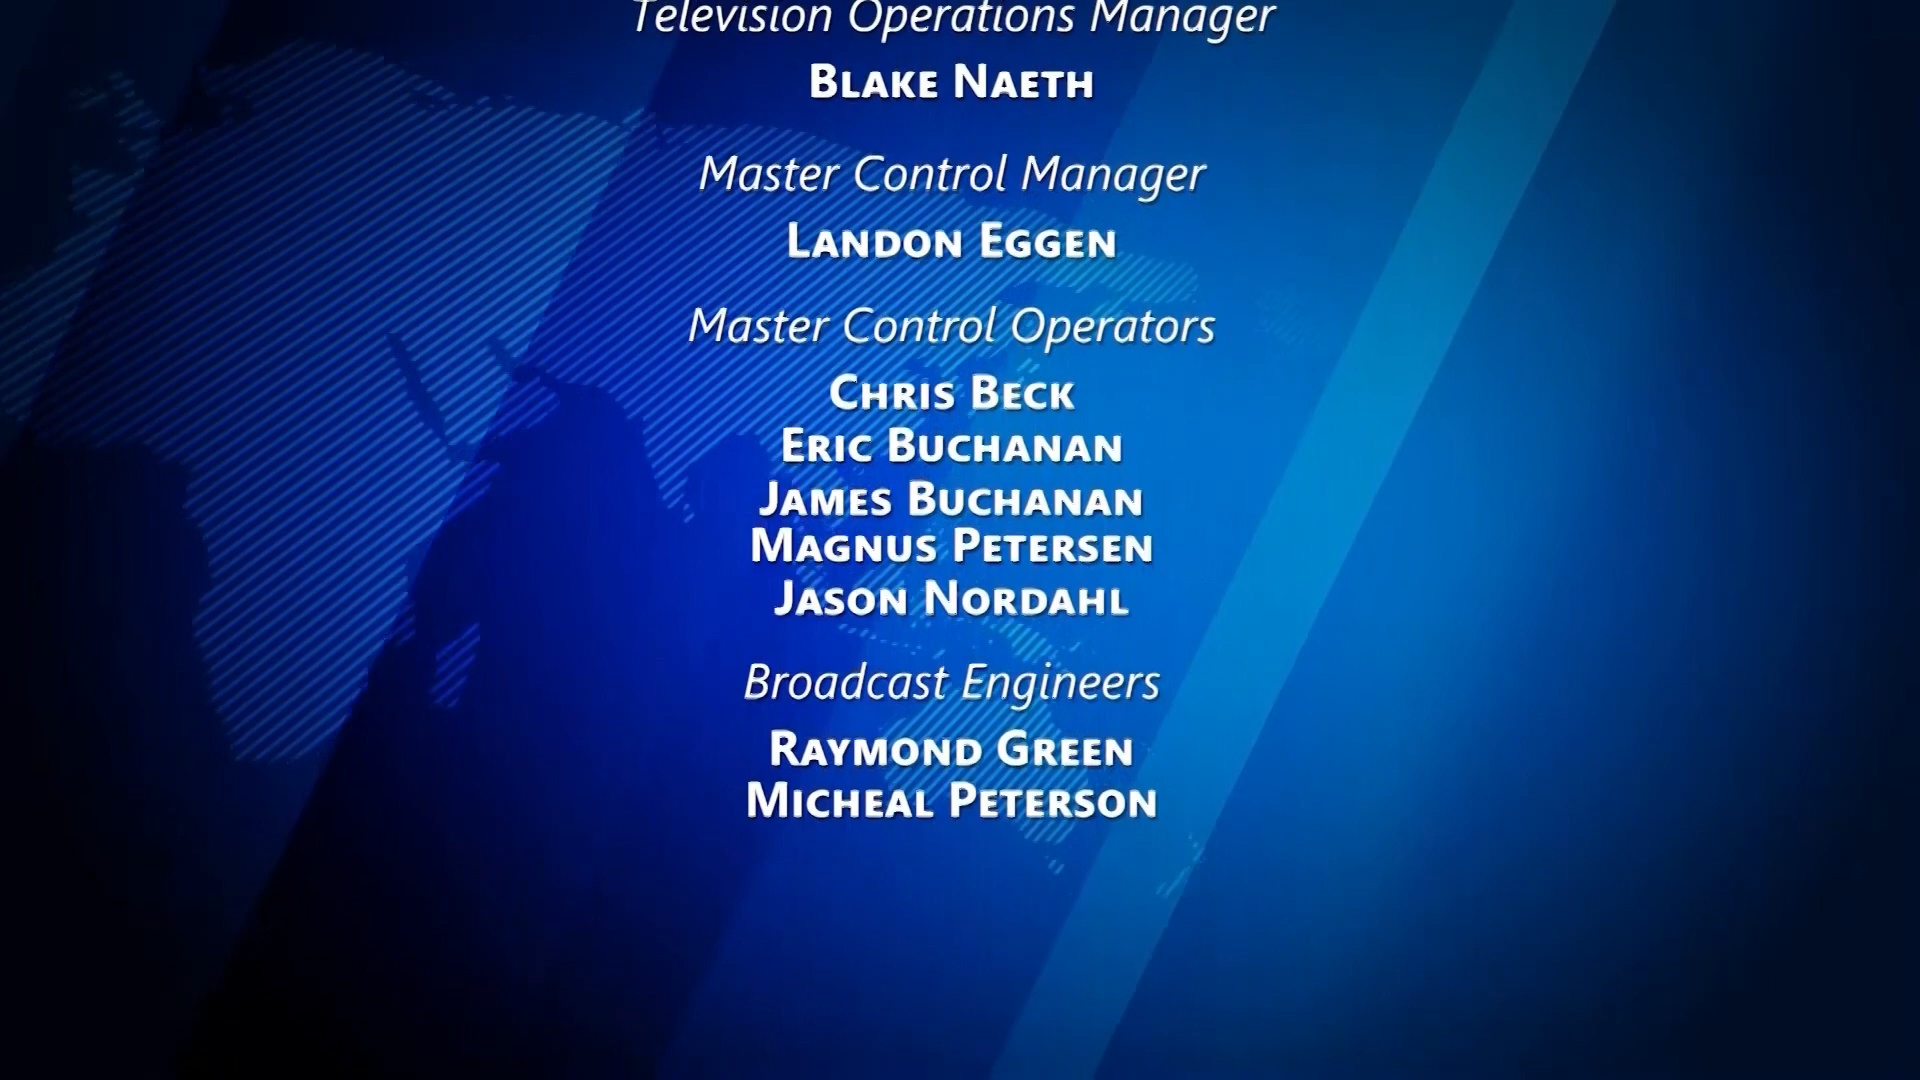 Television Operations Manager
BLAKE NAETH
Master Control Manager
LANDON EGGEN
Master Control Operators
CHRIS BECK
ERIC BUCHANAN
JAMES BUCHANAN
MAGNUS PETERSEN
JASON NORDAHL
Broadcast Engineers
RAYMOND GREEN
MICHEAL PETERSON